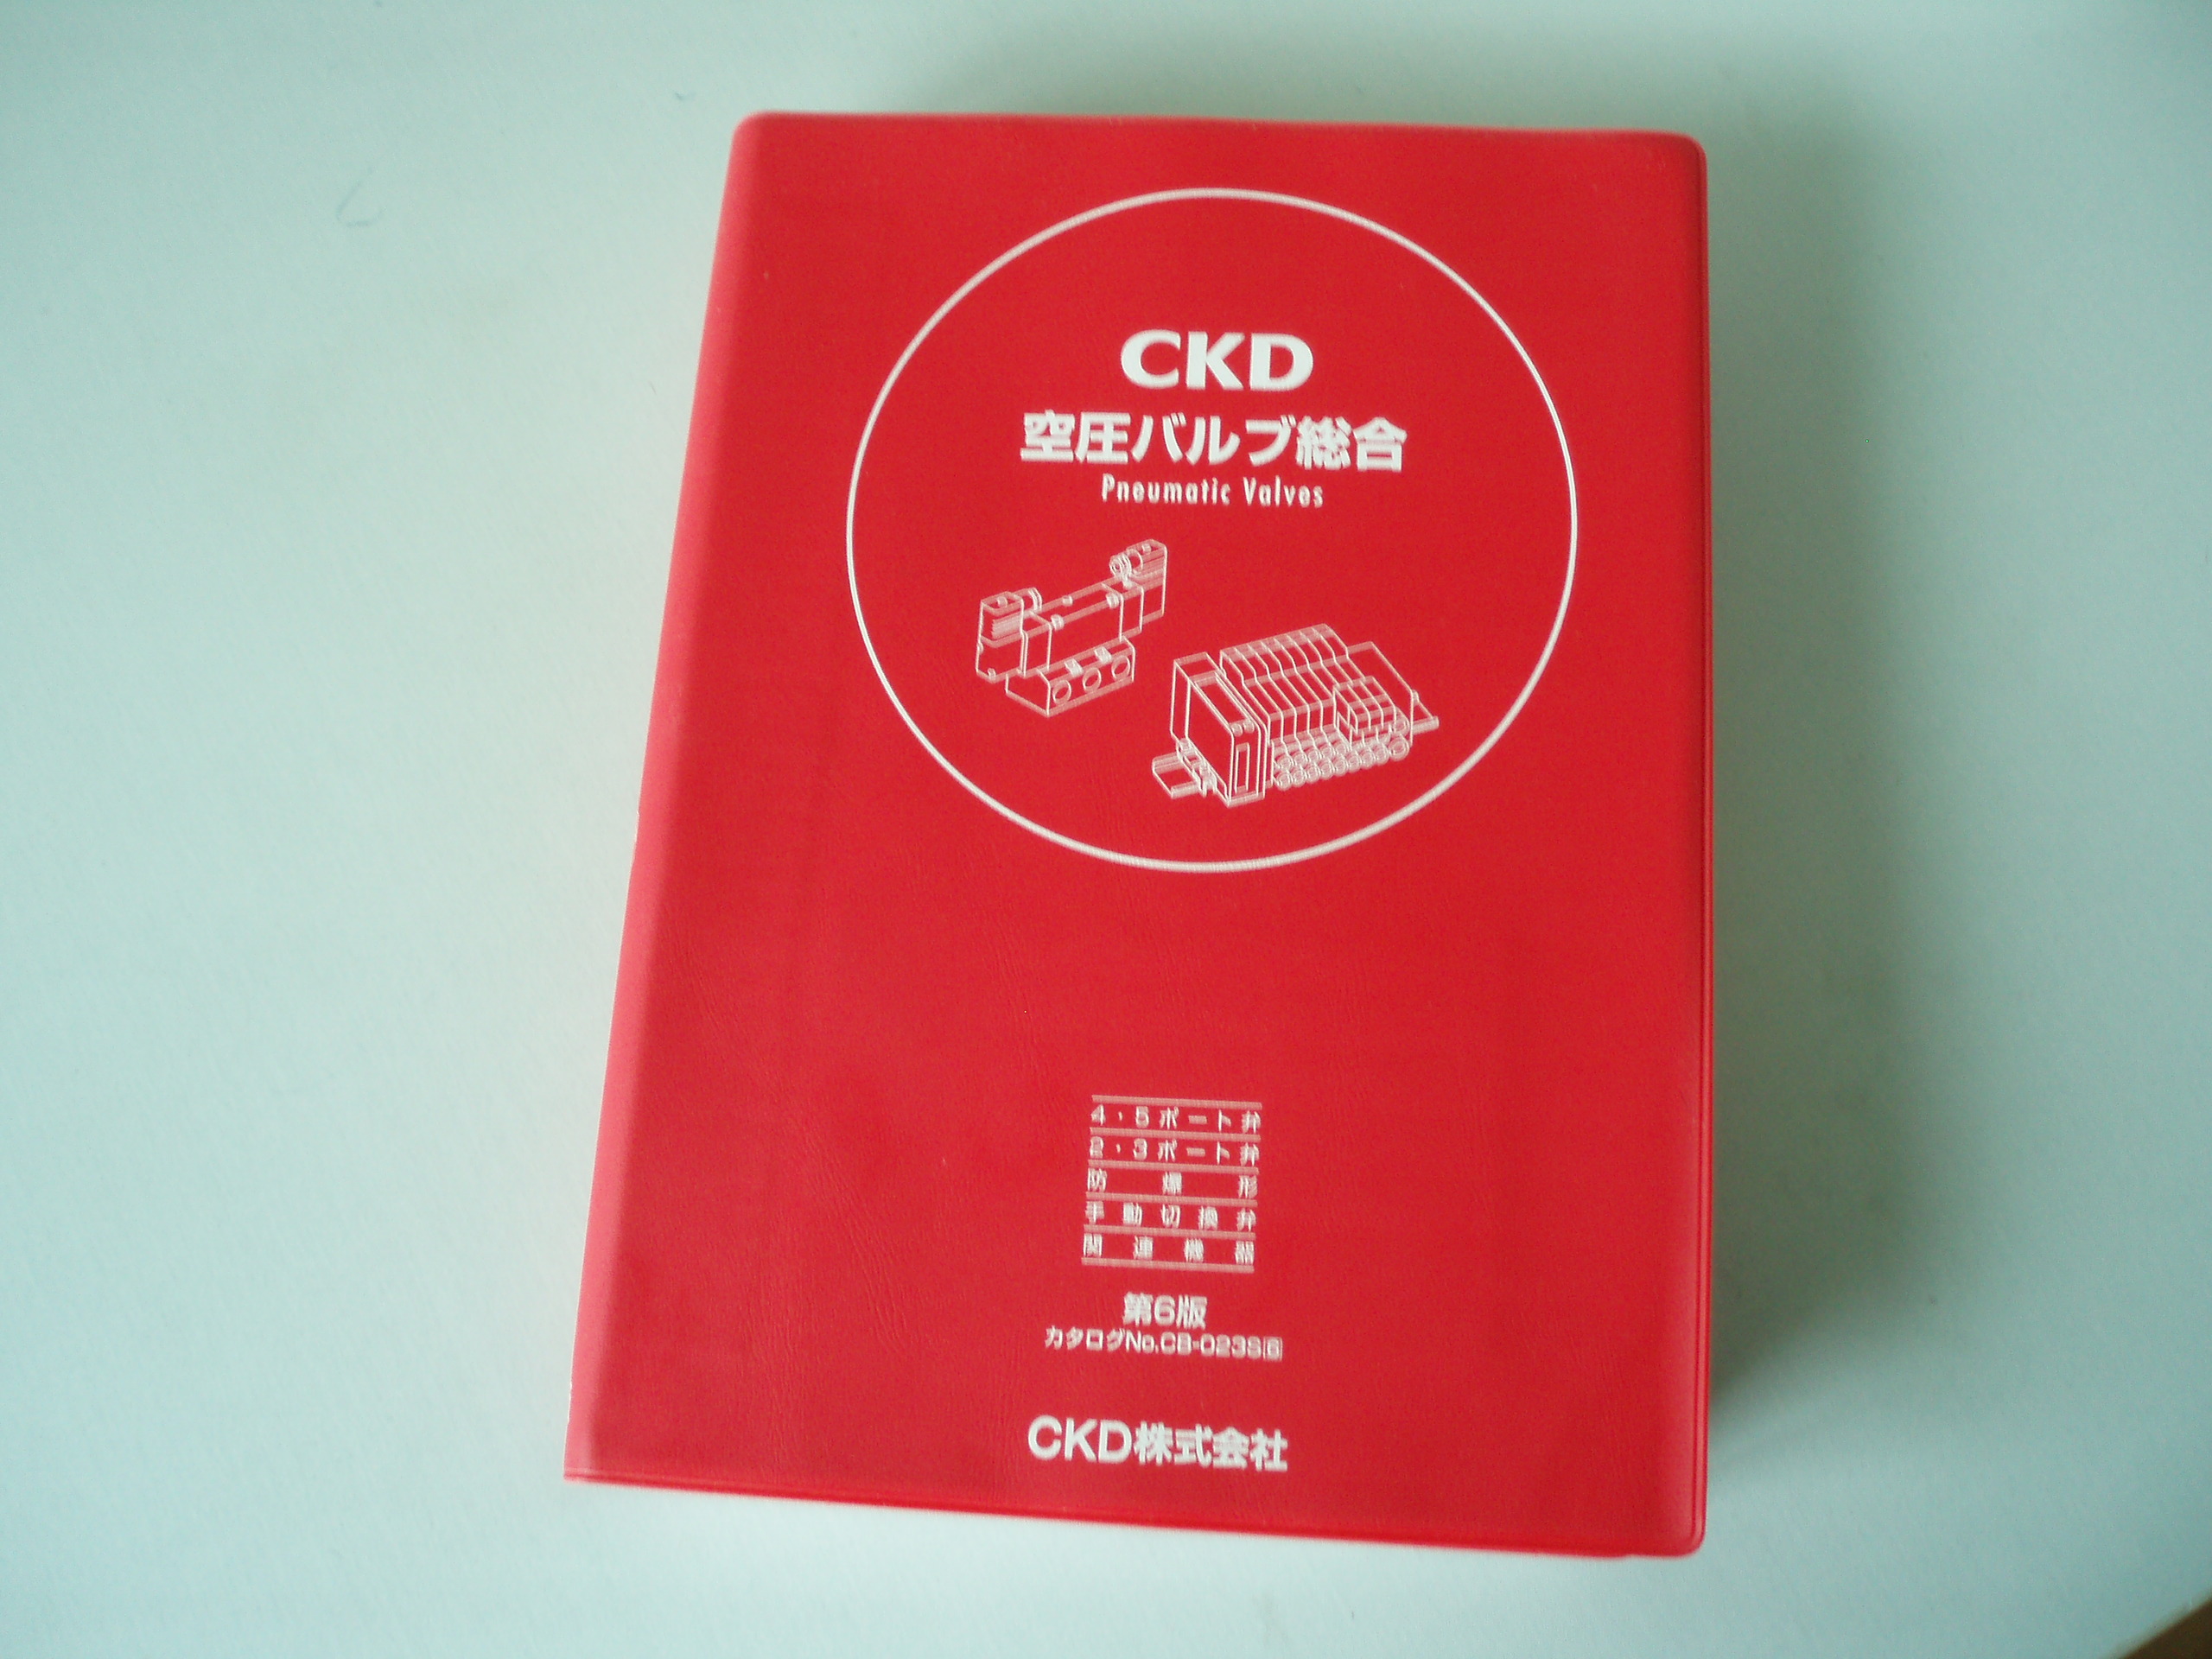 CKD
空圧バルブ総合
Pneumatic Valves
4・5ポート弁
2・3ポート弁
防爆形
手動切換弁
関連機器
第6版
カタログNo.CB-023S⑥
CKD株式会社